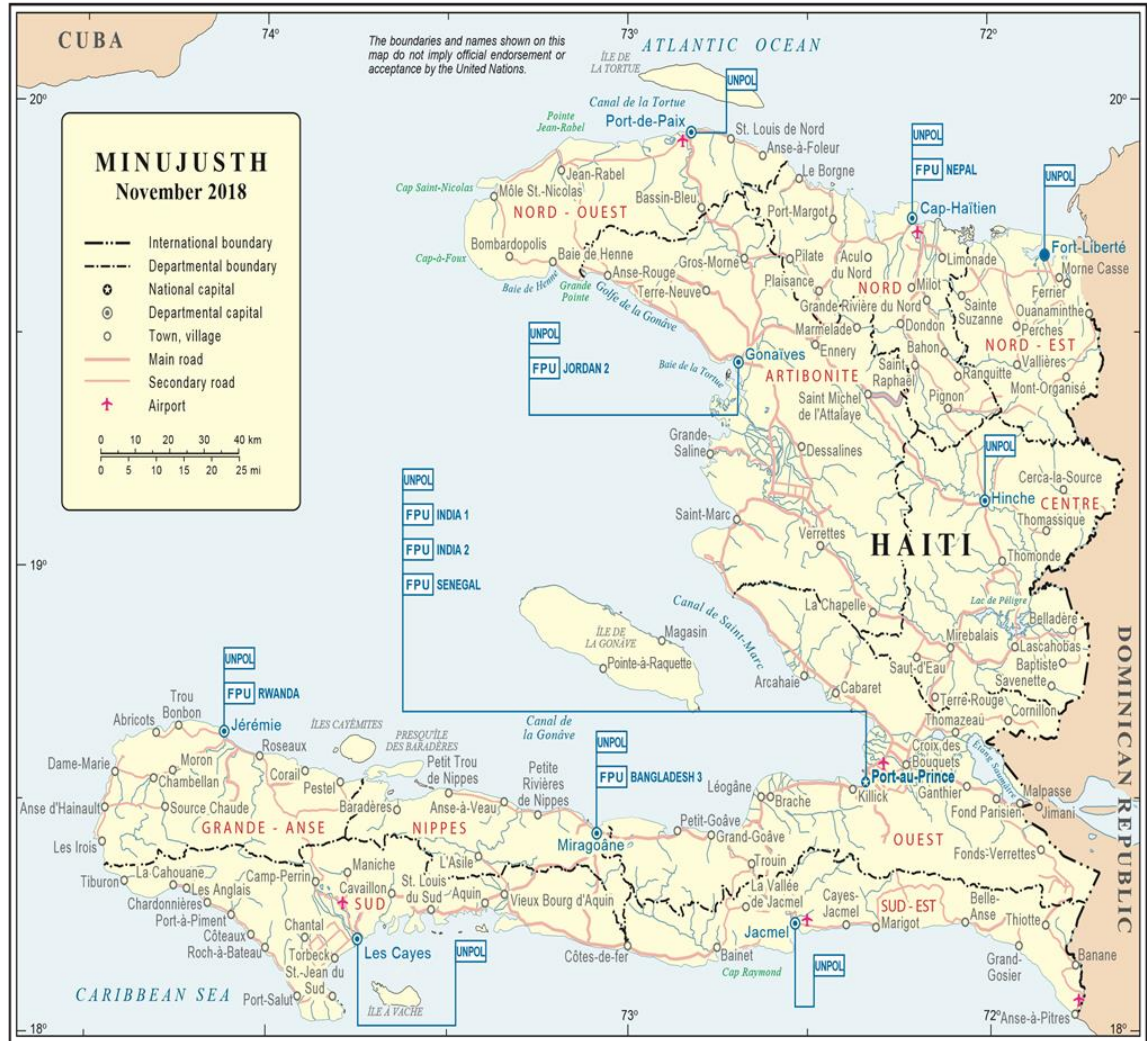 CUBA
74°
73°
72°
The boundaries and names shown on this
map do not imply official endorsement or
acceptance by the United Nations.
ATLANTIC OCEAN
ÎLE DE
LA TORTUE
20°
20°
MINUJUSTH
November 2018
International boundary
Departmental boundary
National capital
Departmental capital
Town, village
Main road
Secondary road
Airport
0 10 20 30 40 km
0 5 10 15 20 25 mi
Canal de la Tortue
UNPOL
Port-de-Paix
Pointe
Jean-Rabel
St. Louis de Nord
Anse-à-Foleur
Le Borgne
UNPOL
FPU NEPAL
UNPOL
Jean-Rabel
Cap Saint-Nicolas
Môle St.-Nicolas
NORD - OUEST
Bassin-Bleu
Port-Margot
Cap-Haïtien
Fort-Liberté
Bombardopolis
Baie de Henne
Cap-à-Foux
Baie de Henne
Grande
Pointe
Anse-Rouge
Terre-Neuve
Gros-Morne
Pilate
Plaisance
Acul
du Nord
Limonade
Morne Casse
Ferrier
NORD
Milot
Grande Rivière du Nord
Sainte
Suzanne
Ouanaminthe
Perches
Golfe de la Gonâve
Marmelade
Dondon
NORD - EST
UNPOL
FPU JORDAN 2
Gonaïves
Baie de la Tortue
Ennery
Bahon
Vallières
ARTIBONITE
Saint
Raphaël
Ranquitte
Mont-Organisé
Saint Michel
de l'Attalaye
Pignon
Grande-
Saline
Dessalines
UNPOL
Hinche
Cerca-la-Source
CENTRE
Saint-Marc
Verrettes
HAITI
Thomassique
Thomonde
UNPOL
FPU INDIA 1
FPU INDIA 2
FPU SENEGAL
19°
19°
Lac de Péligre
La Chapelle
Canal de Saint-Marc
Belladère
Mirebalais
Lascahobas
ÎLE DE
LA GONÂVE
Magasin
Pointe-à-Raquette
Saut-d'Eau
Baptiste
Savenette
Arcahaie
Cabaret
Terre-Rouge
Cornillon
DOMINICAN REPUBLIC
UNPOL
FPU RWANDA
Trou
Bonbon
Abricots
Jérémie
ÎLES CAYÉMITES
Canal de
la Gonâve
Thomazeau
Croix des
Bouquets
Etang Saumâtre
Roseaux
PRESQU'ÎLE
DES BARADÈRES
UNPOL
FPU BANGLADESH 3
Dame-Marie
Moron
Chambellan
Corail
Pestel
Petit Trou
de Nippes
Petite
Rivières
de Nippes
Port-au-Prince
Ganthier
Léogâne
Killick
Fond Parisien
Malpasse
Jimani
Anse d'Hainault
Source Chaude
Baradères
Anse-à-Veau
Petit-Goâve
Brache
Grand-Goâve
GRANDE - ANSE
NIPPES
Miragoâne
OUEST
Les Irois
L'Asile
Trouin
Fonds-Verrettes
Tiburon
La Cahouane
Les Anglais
Camp-Perrin
Maniche
Cavaillon
St. Louis
du Sud
Aquin
Vieux Bourg d'Aquin
La Vallée
de Jacmel
Cayes-
Jacmel
SUD - EST
Marigot
Belle-
Anse
Thiotte
Chardonnières
Port-à-Piment
SUD
Côteaux
Roch-à-Bateau
Chantal
Torbeck
Les Cayes
UNPOL
Côtes-de-fer
Bainet
Cap Raymond
Jacmel
UNPOL
Grand-
Gosier
Banane
St.-Jean du
Sud
Port-Salut
ÎLE À VACHE
CARIBBEAN SEA
Anse-à-Pitres
18°
74°
73°
72°
18°